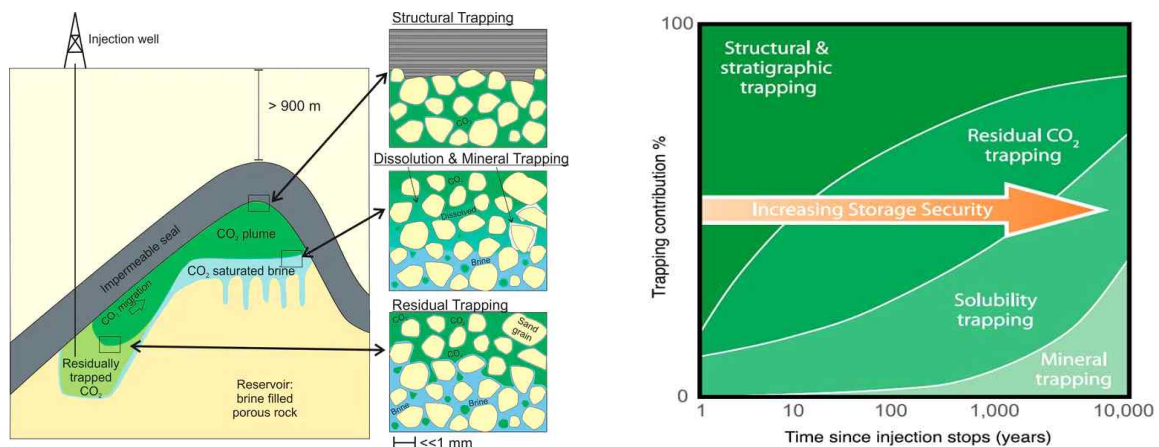 Injection well
> 900 m
Impermeable seal
CO₂ plume
CO₂ saturated brine
CO₂ migration
Residually
trapped
CO₂
Reservoir:
brine filled
porous rock
Structural Trapping
CO₂
Dissolution & Mineral Trapping
CO₂
Dissolved
Brine
Residual Trapping
CO₂
CO₂
Sand
grain
CO₂
Brine
Brine
<<1 mm
100
0
Trapping contribution %
Structural &
stratigraphic
trapping
Residual CO₂
trapping
Increasing Storage Security
Solubility
trapping
Mineral
trapping
1
10
100
1,000
10,000
Time since injection stops (years)